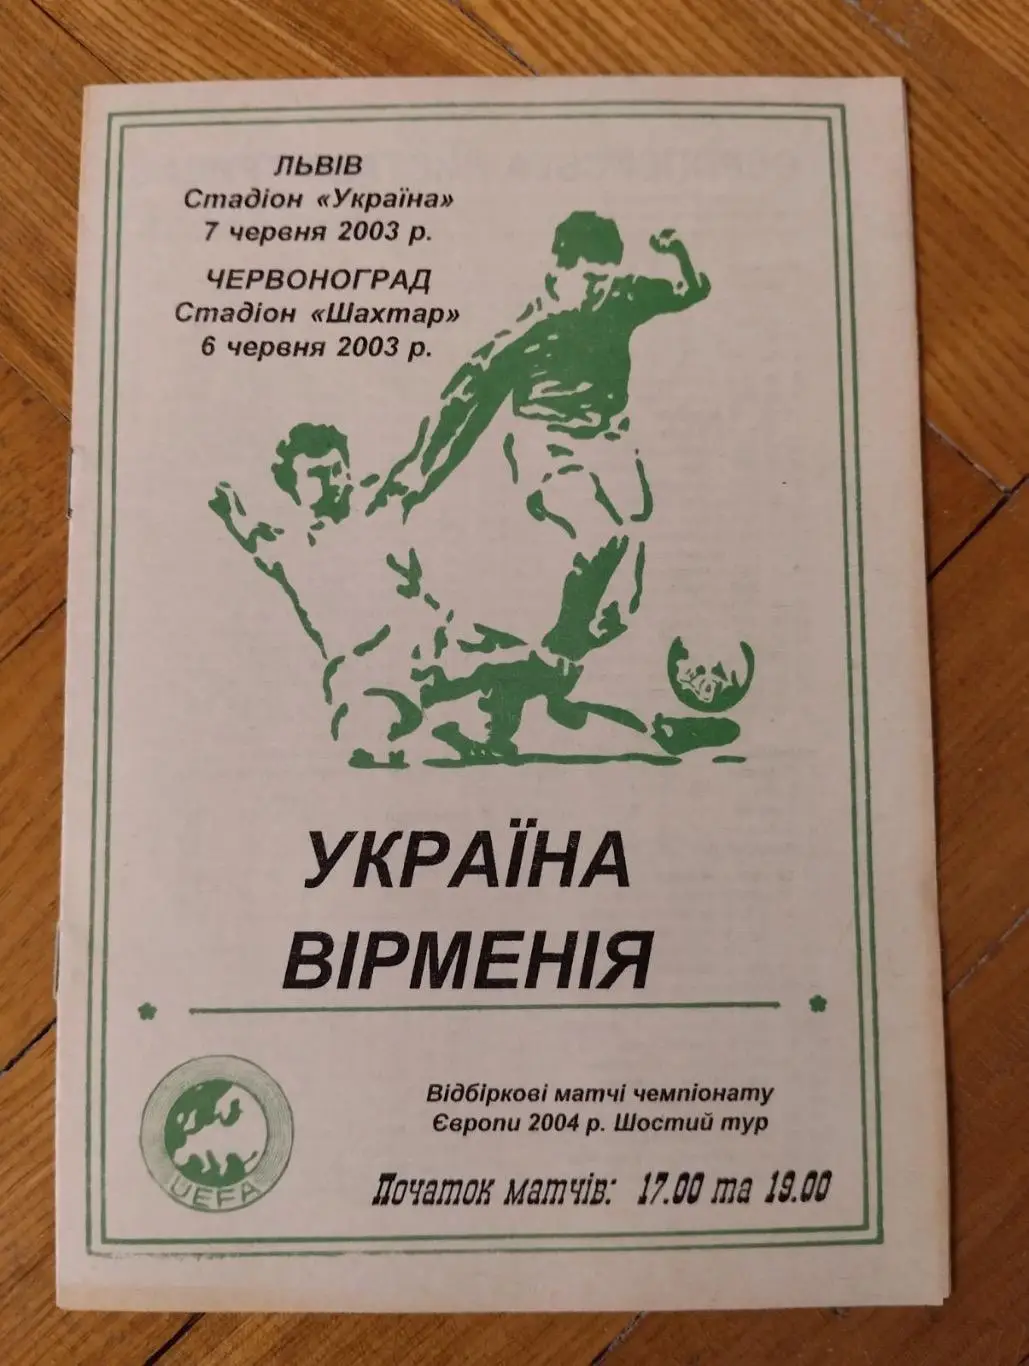 ЛЬВІВ
Стадіон «Україна»
7 червня 2003 р.
ЧЕРВОНОГРАД
Стадіон «Шахтар»
6 червня 2003 р.
УКРАЇНА
ВІРМЕНІЯ
Відбіркові матчі чемпіонату
Європи 2004 р. Шостий тур
Початок матчів: 17.00 та 19.00
UEFA